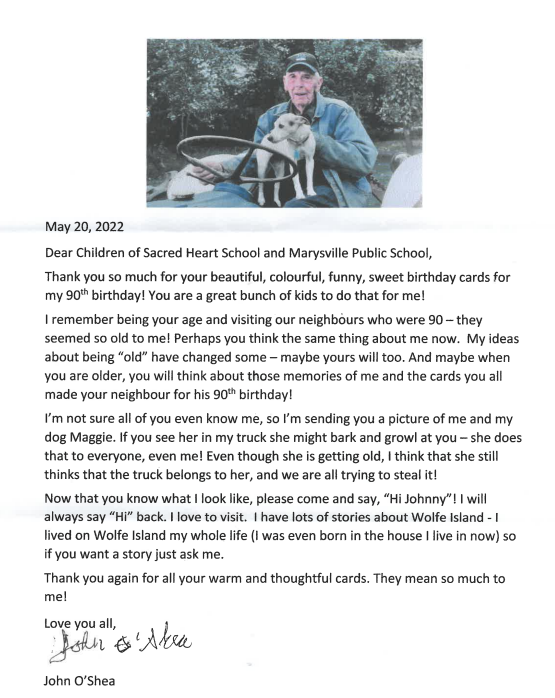 May 20, 2022
Dear Children of Sacred Heart School and Marysville Public School,
Thank you so much for your beautiful, colourful, funny, sweet birthday cards for
my 90th birthday! You are a great bunch of kids to do that for me!
I remember being your age and visiting our neighbours who were 90 – they
seemed so old to me! Perhaps you think the same thing about me now.  My ideas
about being “old” have changed some – maybe yours will too. And maybe when
you are older, you will think about those memories of me and the cards you all
made your neighbour for his 90th birthday!
I’m not sure all of you even know me, so I’m sending you a picture of me and my
dog Maggie. If you see her in my truck she might bark and growl at you – she does
that to everyone, even me! Even though she is getting old, I think that she still
thinks that the truck belongs to her, and we are all trying to steal it!
Now that you know what I look like, please come and say, “Hi Johnny”! I will
always say “Hi” back. I love to visit.  I have lots of stories about Wolfe Island - I
lived on Wolfe Island my whole life (I was even born in the house I live in now) so
if you want a story just ask me.
Thank you again for all your warm and thoughtful cards. They mean so much to
me!
Love you all,
John O'Shea
John O’Shea